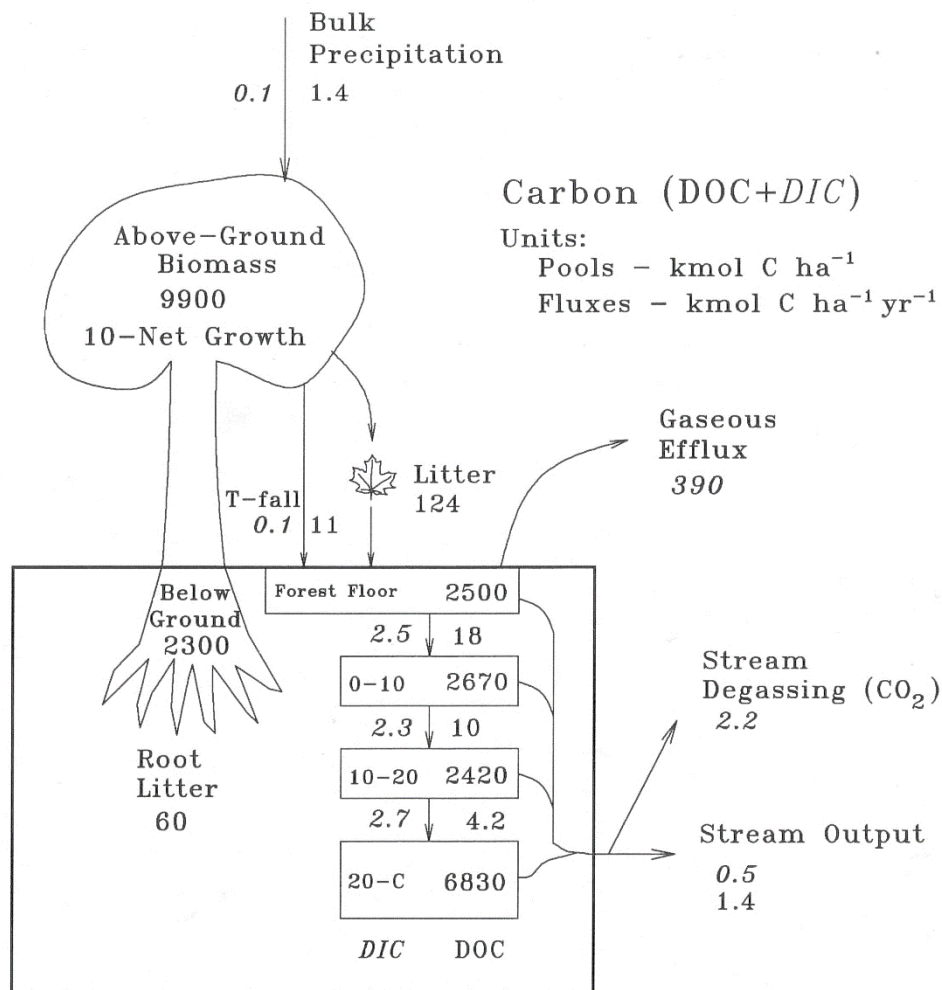 Bulk
Precipitation
0.1 1.4
Carbon (DOC+DIC)
Units:
Pools - kmol C ha⁻¹
Fluxes - kmol C ha⁻¹ yr⁻¹
Above-Ground
Biomass
9900
10-Net Growth
Gaseous
Efflux
390
Litter
124
T-fall
0.1 11
Below
Ground
2300
Forest Floor 2500
2.5 18
0-10 2670
2.3 10
10-20 2420
2.7 4.2
20-C 6830
DIC DOC
Root
Litter
60
Stream
Degassing (CO₂)
2.2
Stream Output
0.5
1.4